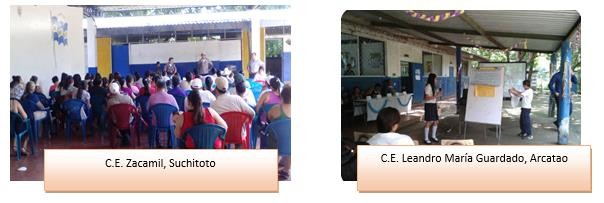 C.E. Zacamil, Suchitoto
C.E. Leandro María Guardado, Arcatao